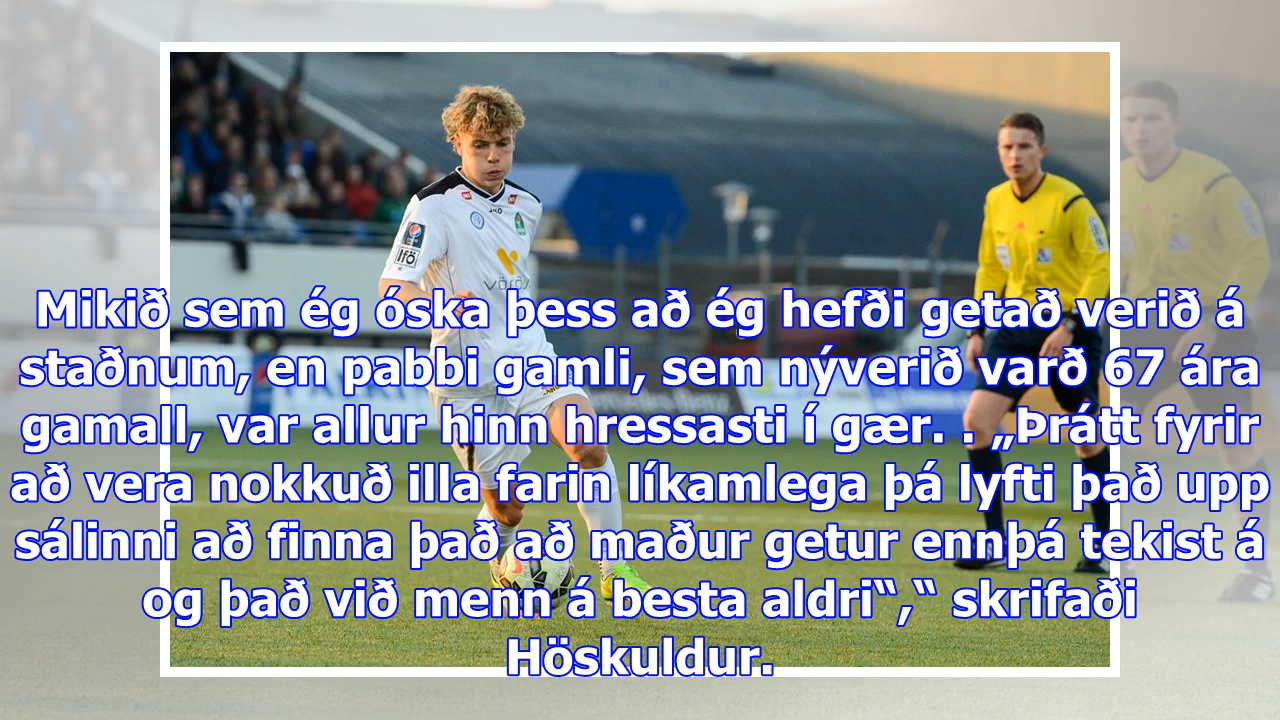 Mikið sem ég óska þess að ég hefði getað verið á
staðnum, en pabbi gamli, sem nýverið varð 67 ára
gamall, var allur hinn hressasti í gær. . „Þrátt fyrir
að vera nokkuð illa farin líkamlega þá lyfti það upp
sálinni að finna það að maður getur ennþá tekist á
og það við menn á besta aldri“,“ skrifaði
Höskuldur.
Ifö
JAKO